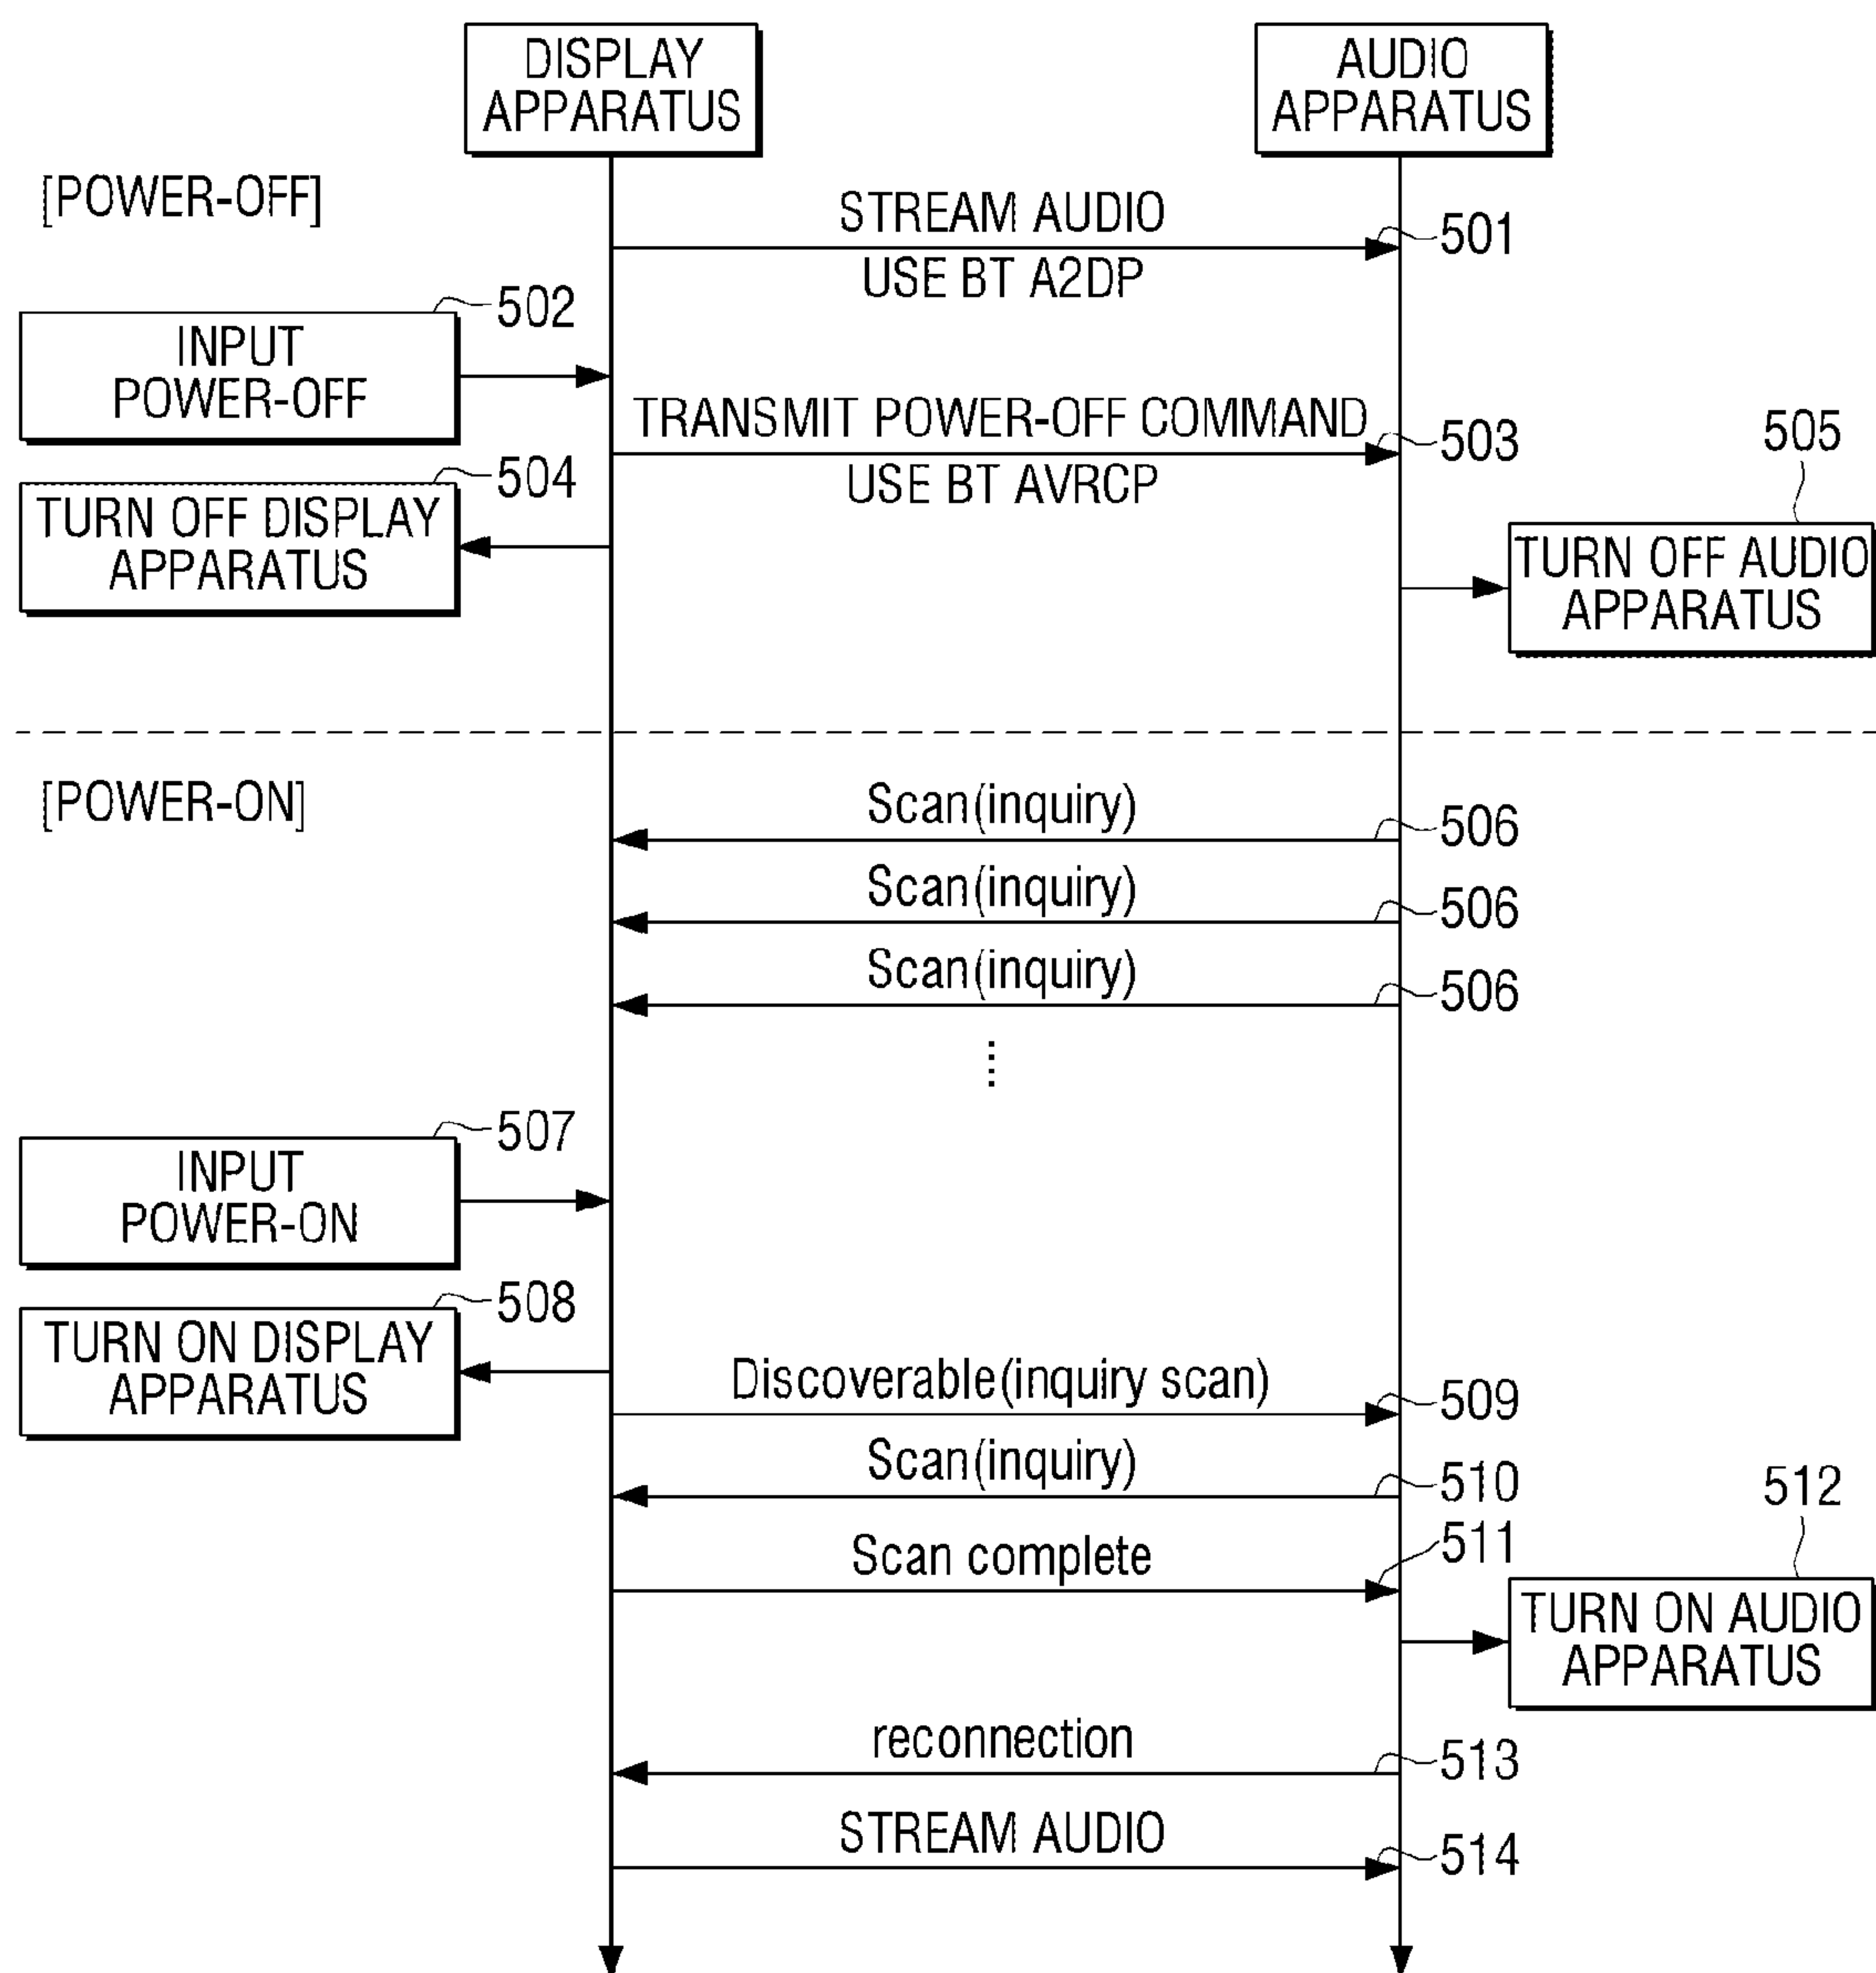 DISPLAY
APPARATUS
AUDIO
APPARATUS
[POWER-OFF]
STREAM AUDIO
501
USE BT A2DP
502
INPUT
POWER-OFF
TRANSMIT POWER-OFF COMMAND
503
USE BT AVRCP
504
TURN OFF DISPLAY
APPARATUS
505
TURN OFF AUDIO
APPARATUS
[POWER-ON]
Scan(inquiry)
506
Scan(inquiry)
506
Scan(inquiry)
506
507
INPUT
POWER-ON
508
TURN ON DISPLAY
APPARATUS
Discoverable(inquiry scan)
509
Scan(inquiry)
510
Scan complete
511
512
TURN ON AUDIO
APPARATUS
reconnection
513
STREAM AUDIO
514